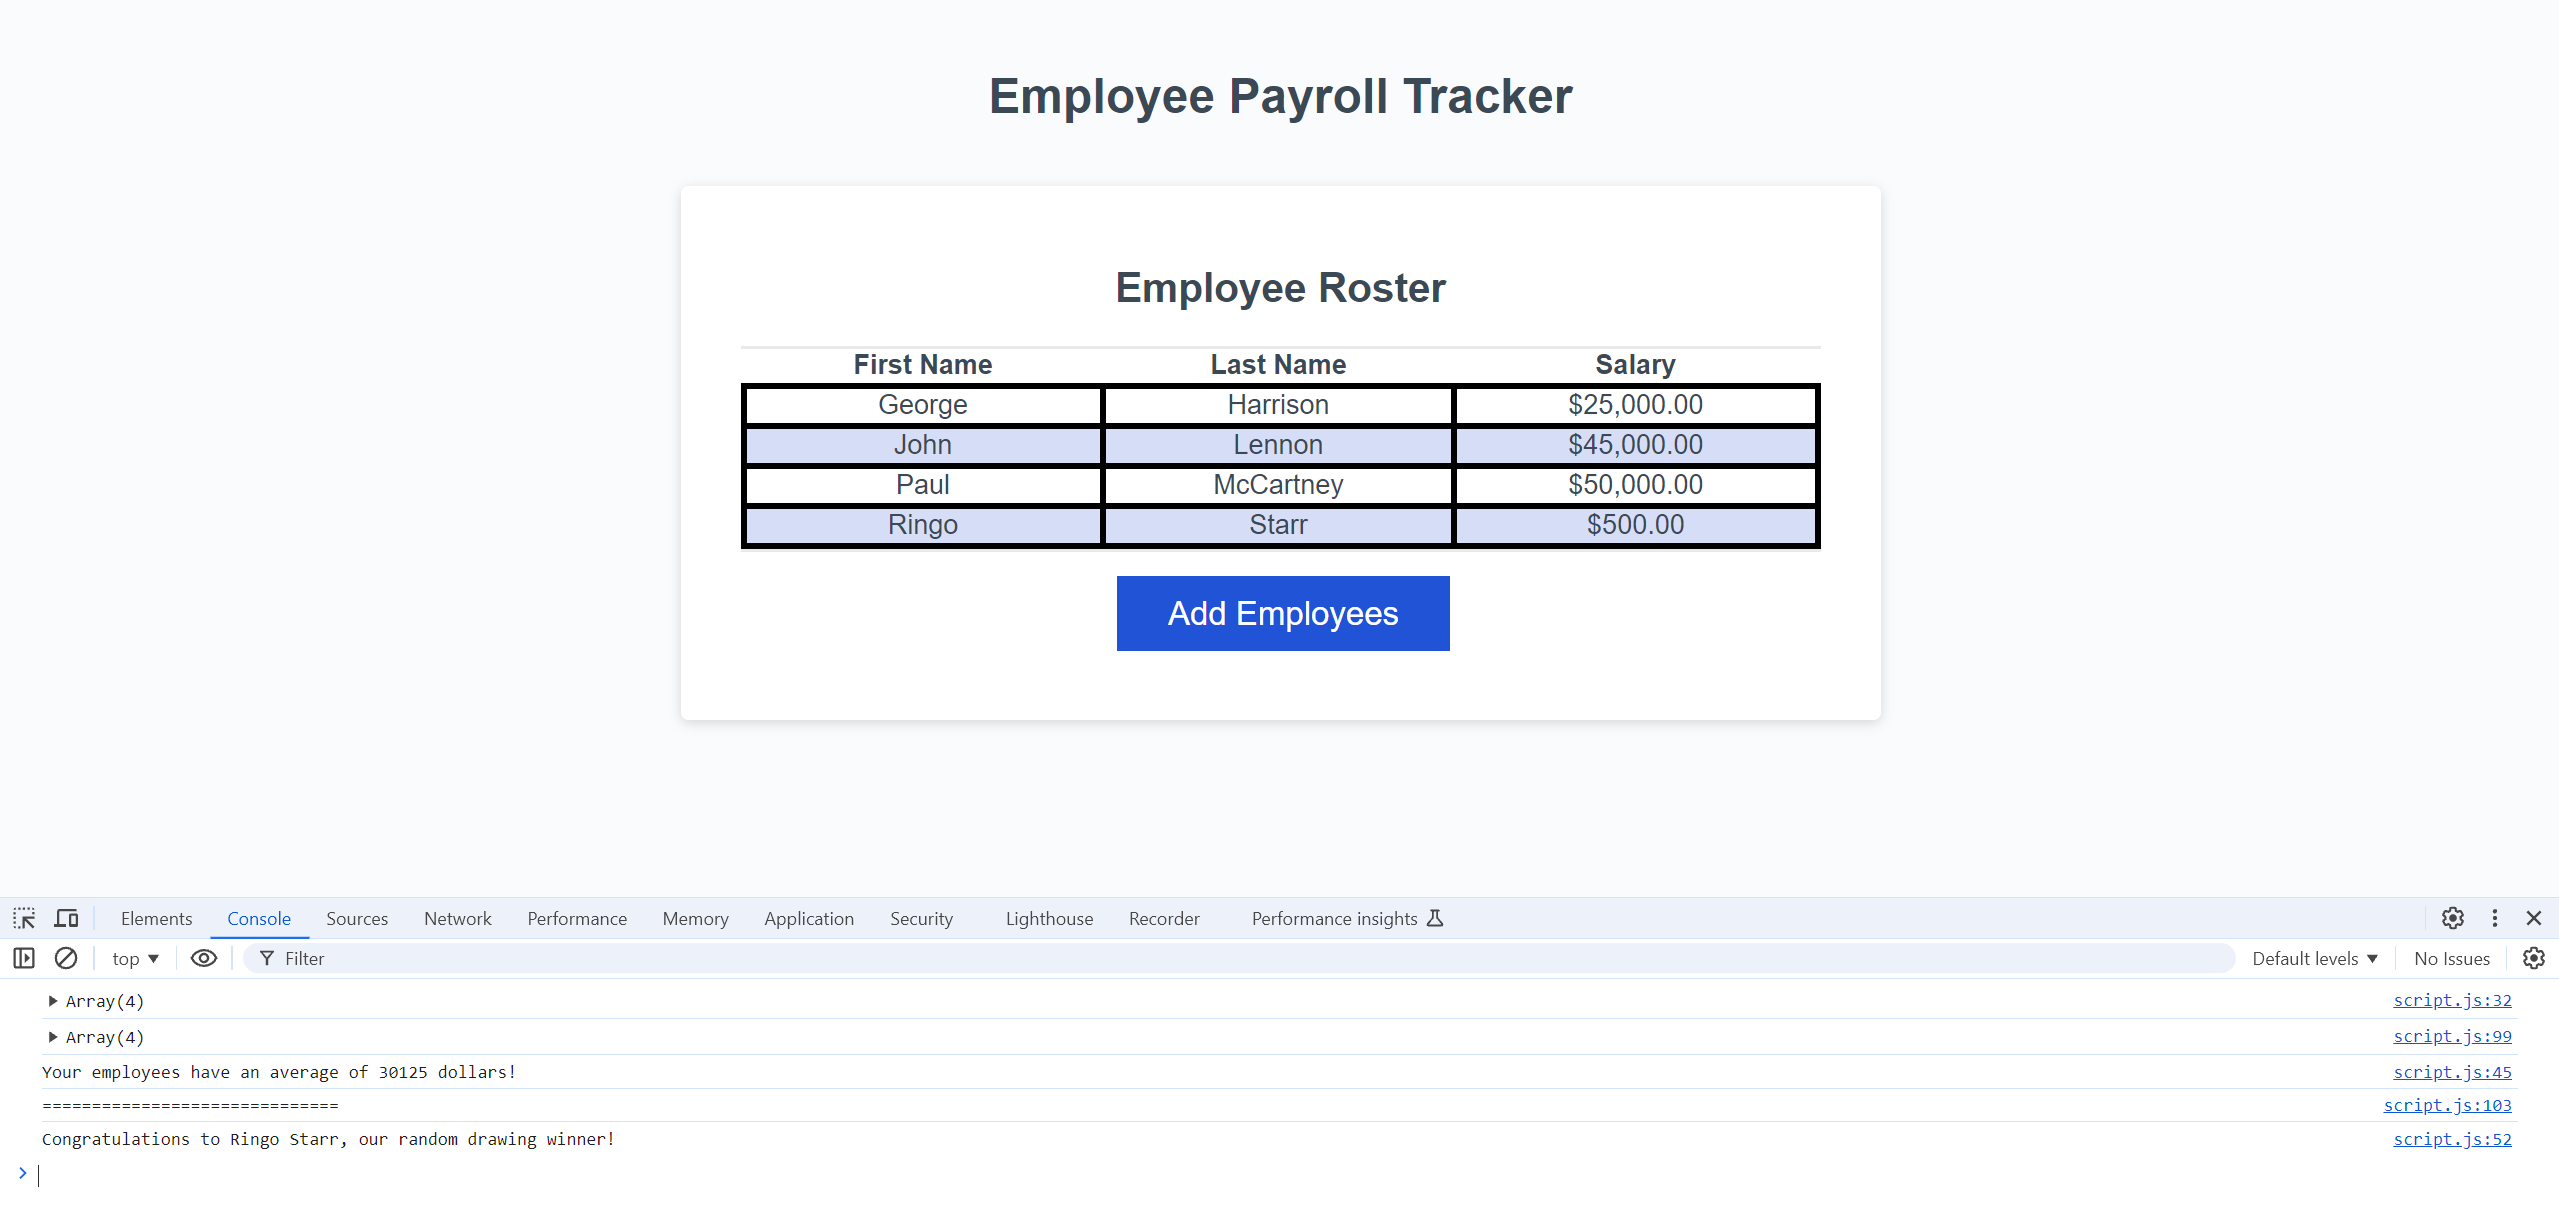 Employee Payroll Tracker
Employee Roster
First Name Last Name Salary
George Harrison $25,000.00
John Lennon $45,000.00
Paul McCartney $50,000.00
Ringo Starr $500.00
Add Employees
Elements Console Sources Network Performance Memory Application Security Lighthouse Recorder Performance insights
top Filter Default levels No Issues
Array(4) script.js:32
Array(4) script.js:99
Your employees have an average of 30125 dollars! script.js:45
============================== script.js:103
Congratulations to Ringo Starr, our random drawing winner! script.js:52